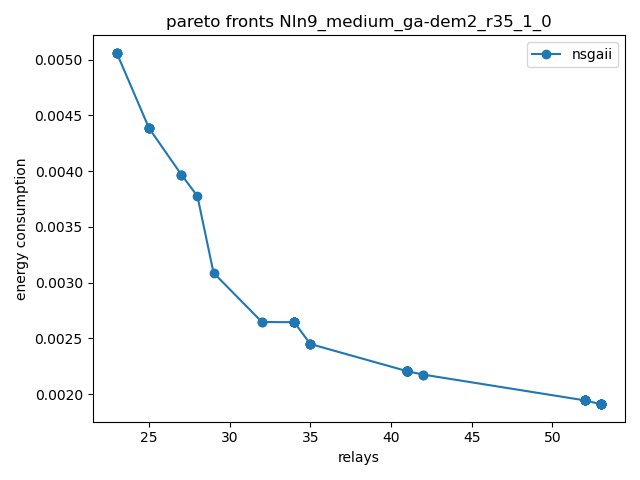 pareto fronts NIn9_medium_ga-dem2_r35_1_0
nsgaii
energy consumption
0.0050
0.0045
0.0040
0.0035
0.0030
0.0025
0.0020
25 30 35 40 45 50
relays